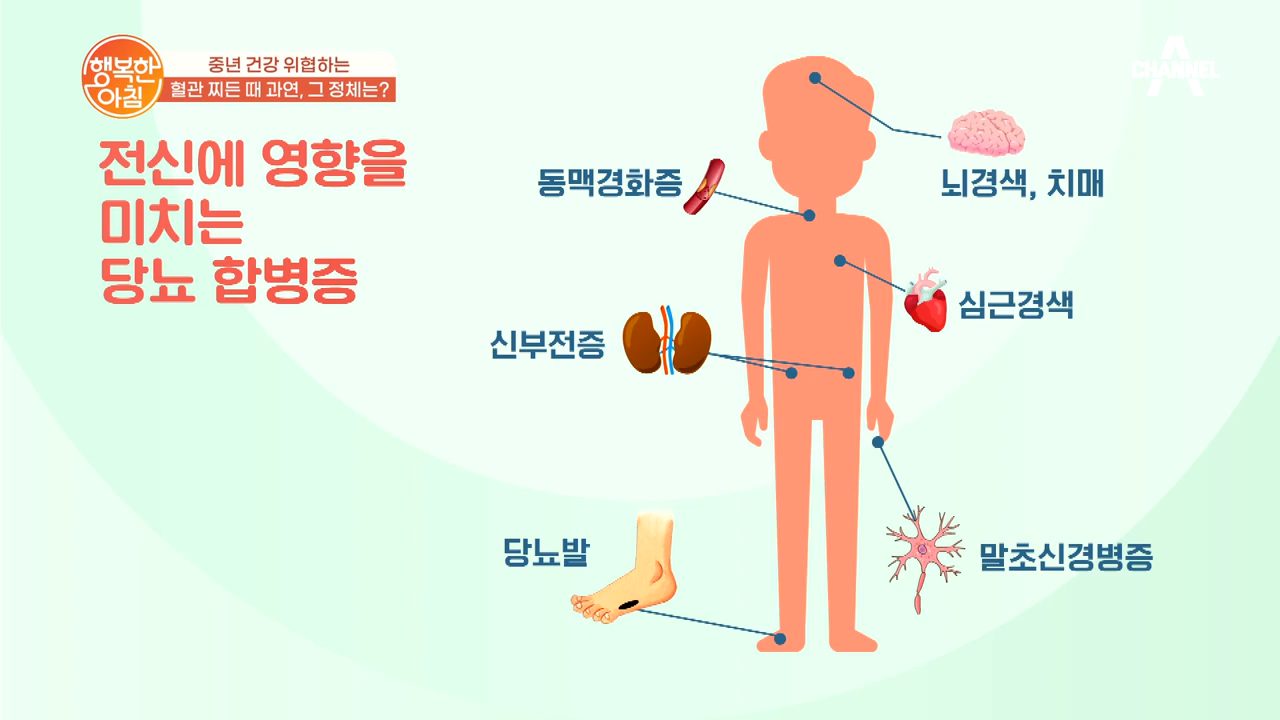 행복한
아침
중년 건강 위협하는
혈관 찌든 때 과연, 그 정체는?
CHANNEL A
전신에 영향을
미치는
당뇨 합병증
동맥경화증
뇌경색, 치매
심근경색
신부전증
당뇨발
말초신경병증